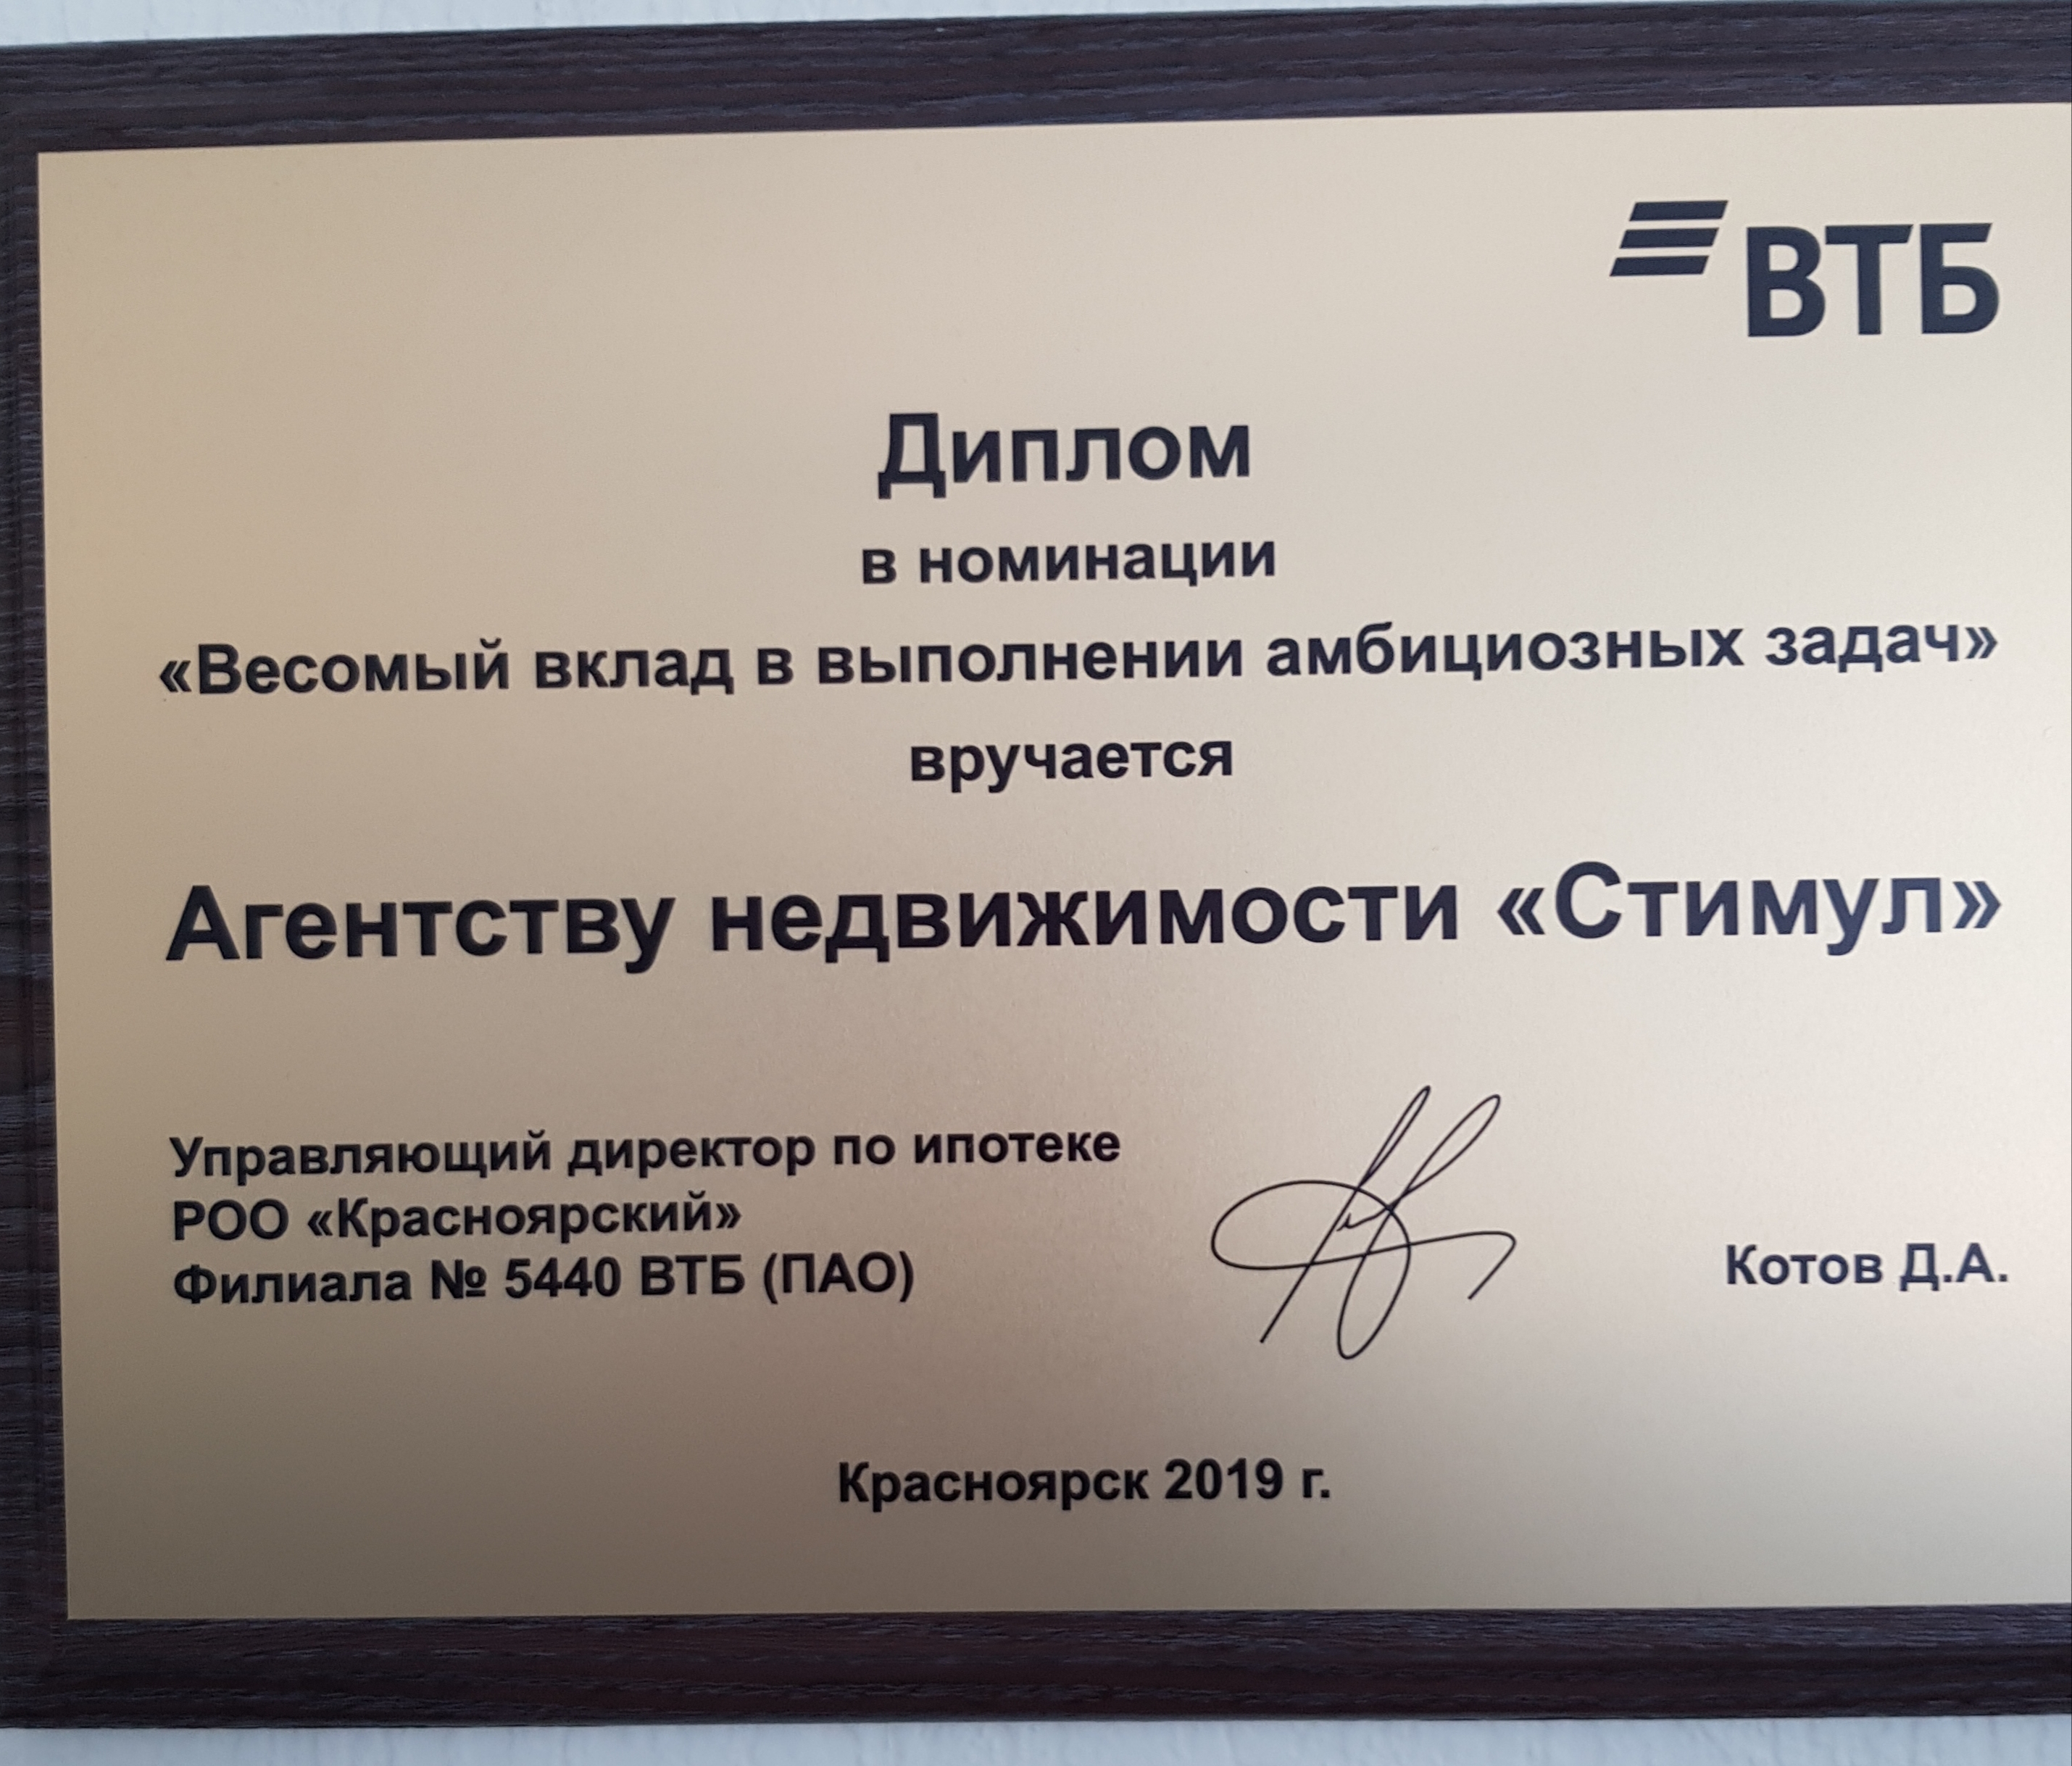 ВТБ
Диплом
в номинации
«Весомый вклад в выполнении амбициозных задач»
вручается
Агентству недвижимости «Стимул»
Управляющий директор по ипотеке
РОО «Красноярский»
Филиала № 5440 ВТБ (ПАО)
Котов Д.А.
Красноярск 2019 г.